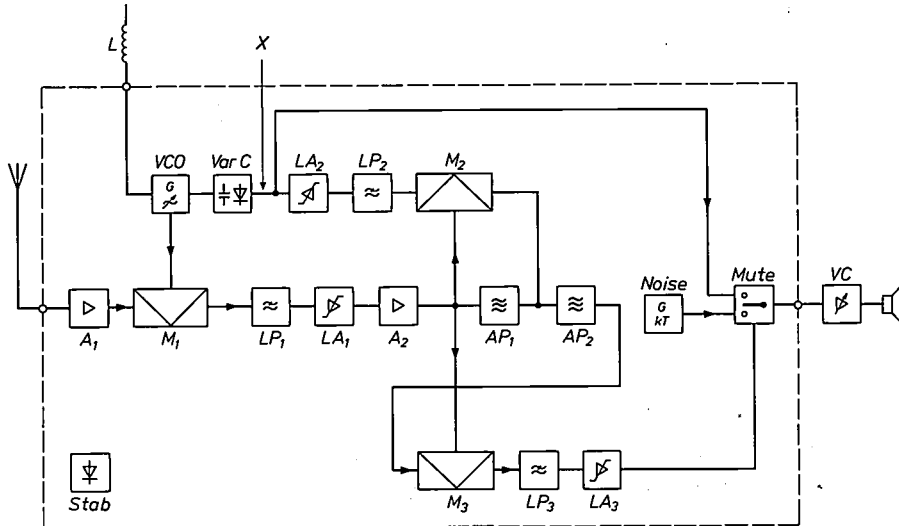 L
X
VCO
Var C
LA2
LP2
M2
G
Noise
G
kT
Mute
VC
A1
M1
LP1
LA1
A2
AP1
AP2
Stab
M3
LP3
LA3